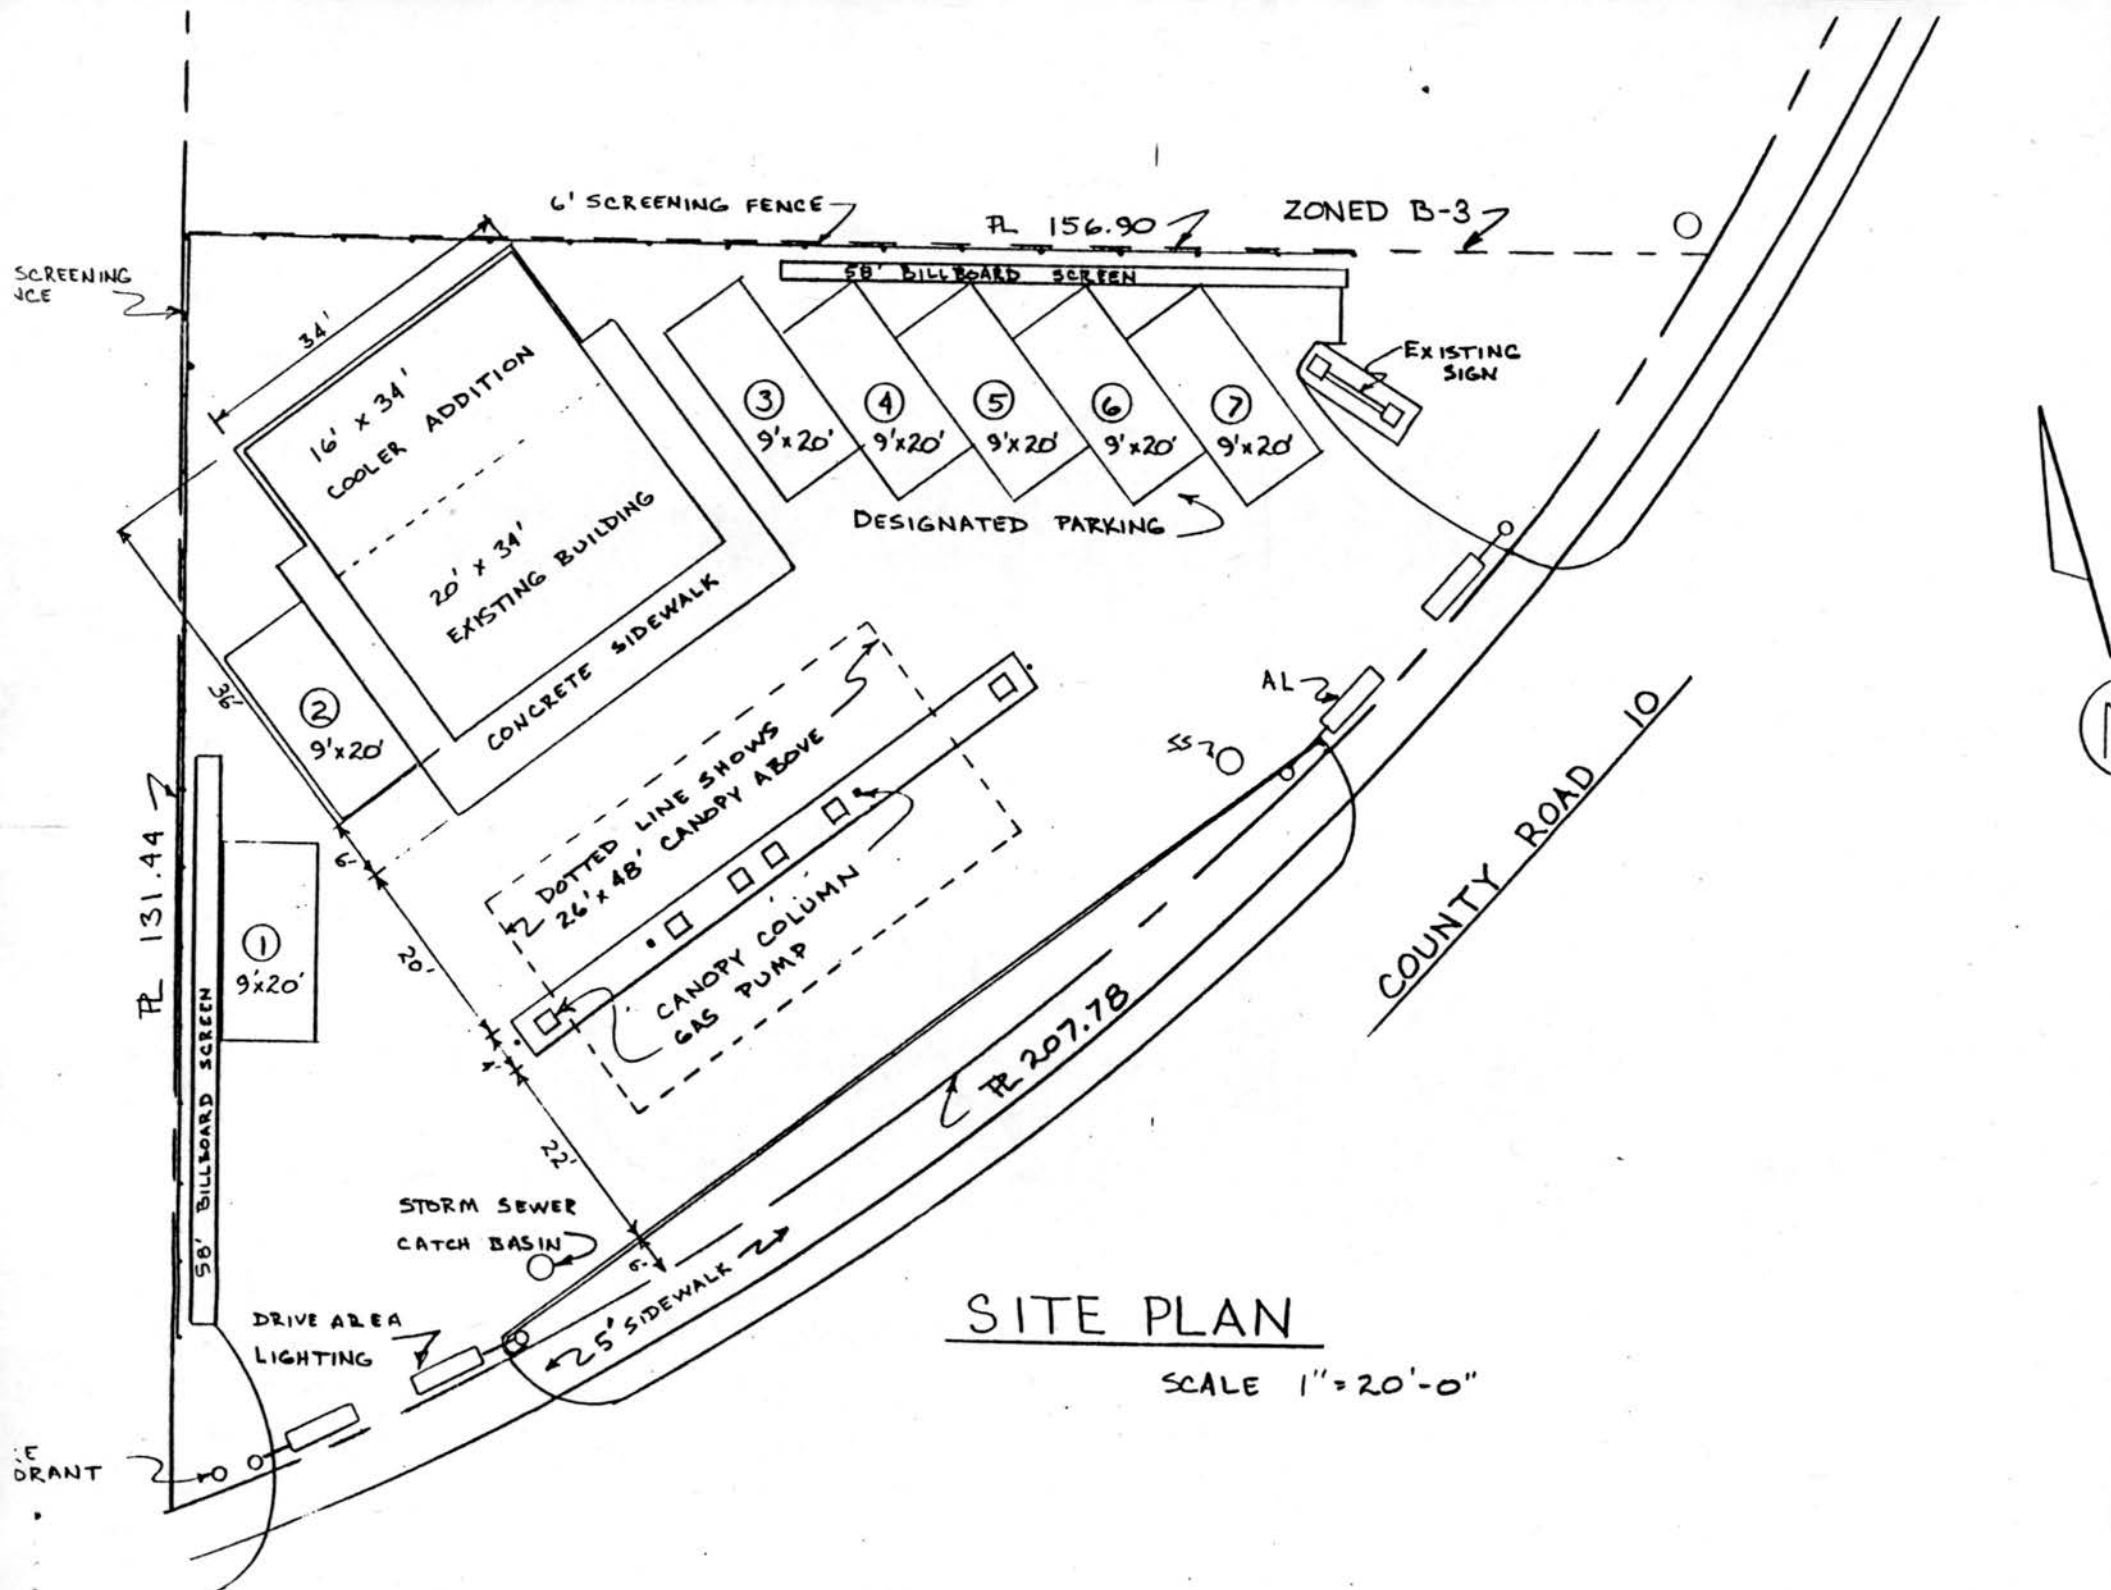 6' SCREENING FENCE
PL 156.90
ZONED B-3
SCREENING
58' BILLBOARD SCREEN
34'
16' x 34'
COOLER ADDITION
20' x 34'
EXISTING BUILDING
CONCRETE SIDEWALK
EXISTING
SIGN
3
9'x20'
4
9'x20'
5
9'x20'
6
9'x20'
7
9'x20'
DESIGNATED PARKING
36'
2
9'x20'
AL
SS
COUNTY ROAD 10
DOTTED LINE SHOWS
26' x 48' CANOPY ABOVE
CANOPY COLUMN
GAS PUMP
6'
20'
4'
22'
6'
PL 131.44
1
9'x20'
58' BILLBOARD SCREEN
PL 207.78
STORM SEWER
CATCH BASIN
5' SIDEWALK
DRIVE AREA
LIGHTING
SITE PLAN
SCALE 1" = 20'-0"